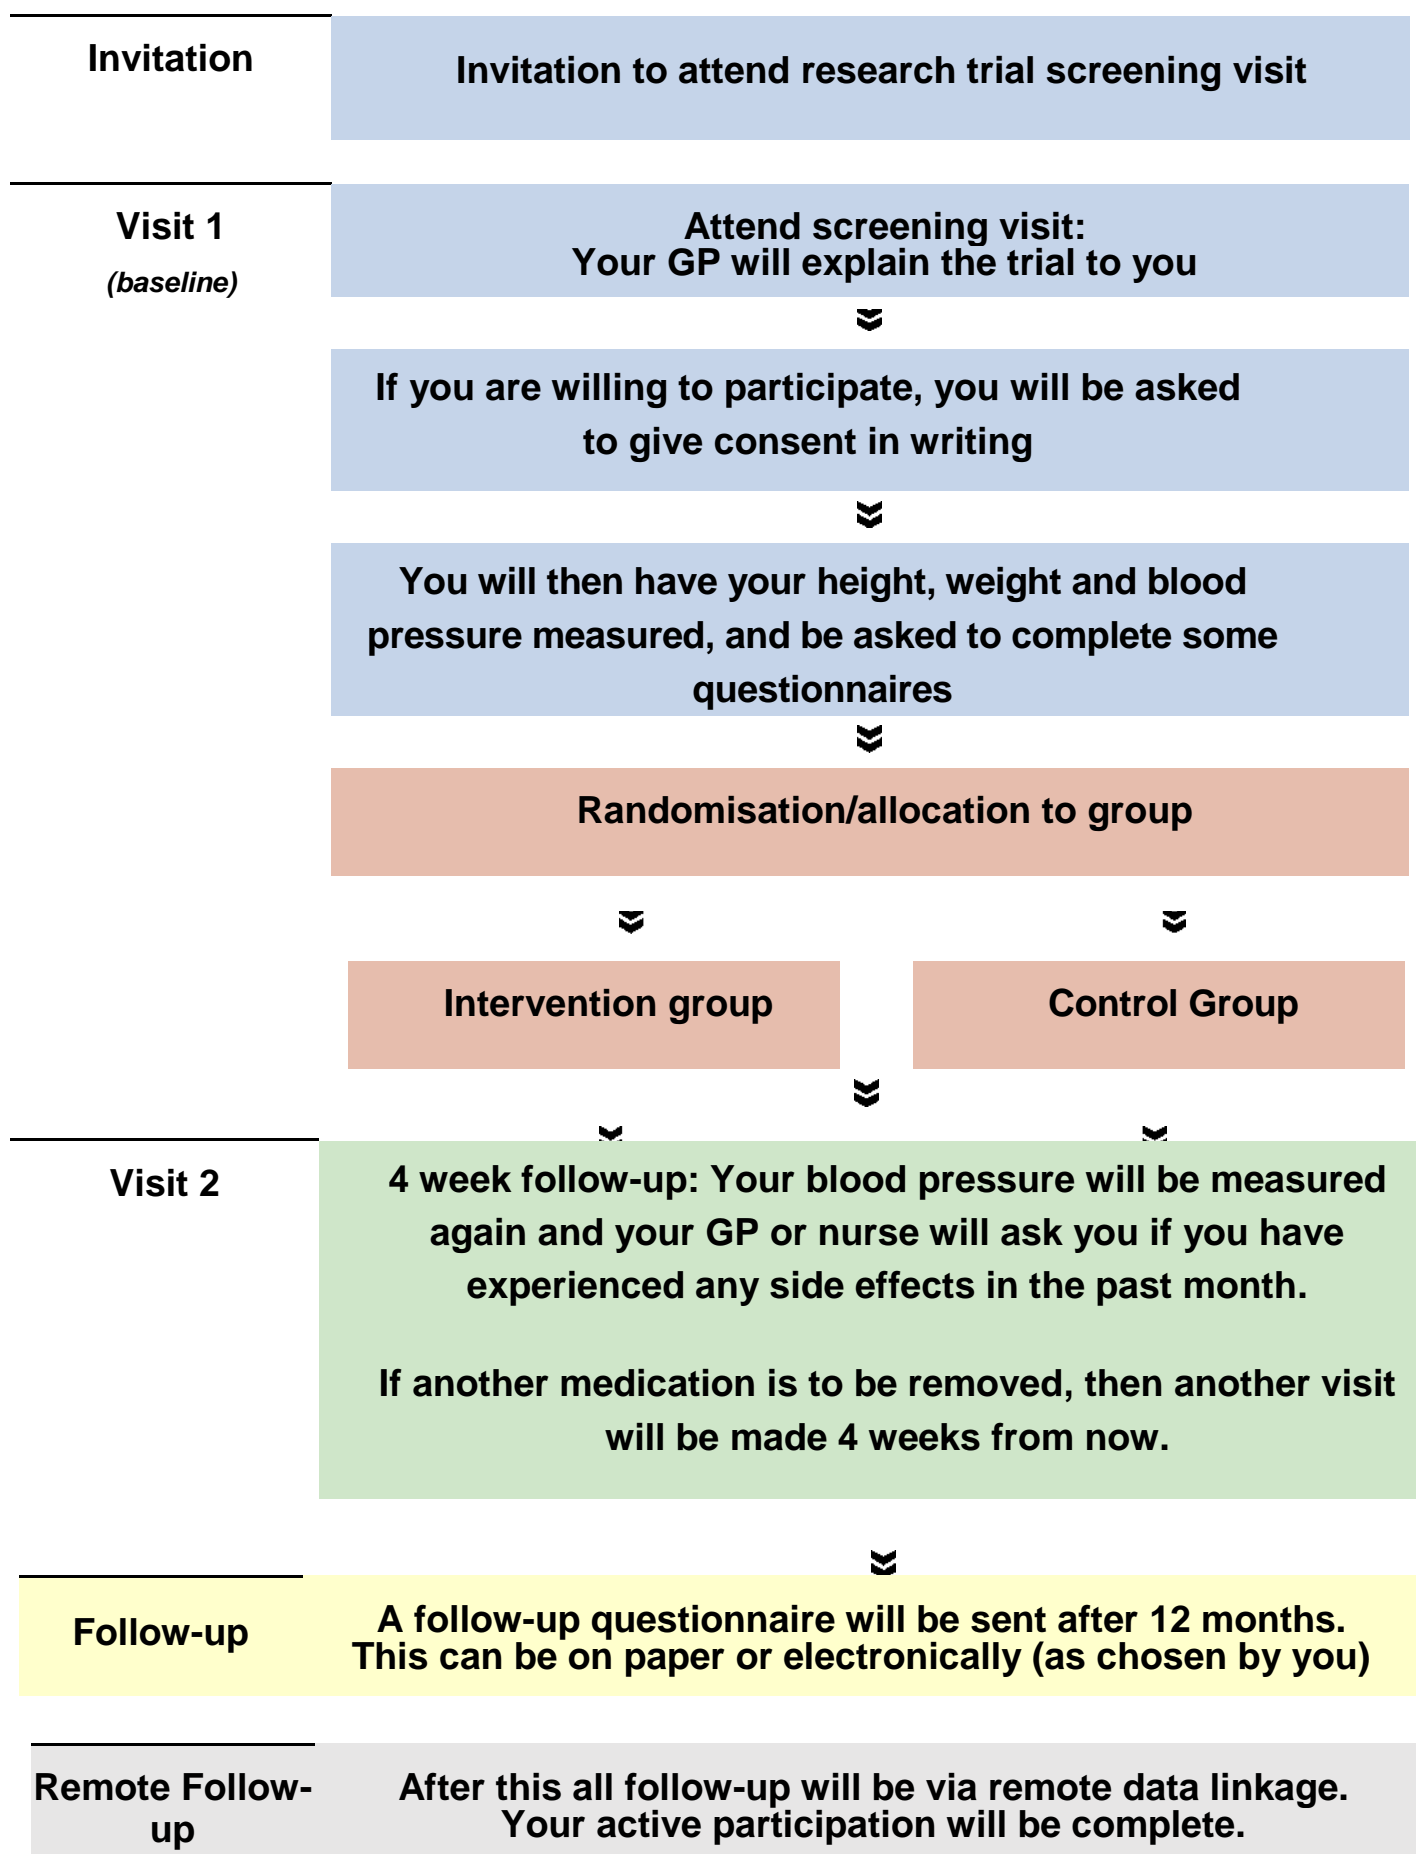 Invitation
Invitation to attend research trial screening visit
Visit 1
(baseline)
Attend screening visit:
Your GP will explain the trial to you
If you are willing to participate, you will be asked
to give consent in writing
You will then have your height, weight and blood
pressure measured, and be asked to complete some
questionnaires
Randomisation/allocation to group
Intervention group
Control Group
Visit 2
4 week follow-up: Your blood pressure will be measured
again and your GP or nurse will ask you if you have
experienced any side effects in the past month.
If another medication is to be removed, then another visit
will be made 4 weeks from now.
Follow-up
A follow-up questionnaire will be sent after 12 months.
This can be on paper or electronically (as chosen by you)
Remote Follow-
up
After this all follow-up will be via remote data linkage.
Your active participation will be complete.